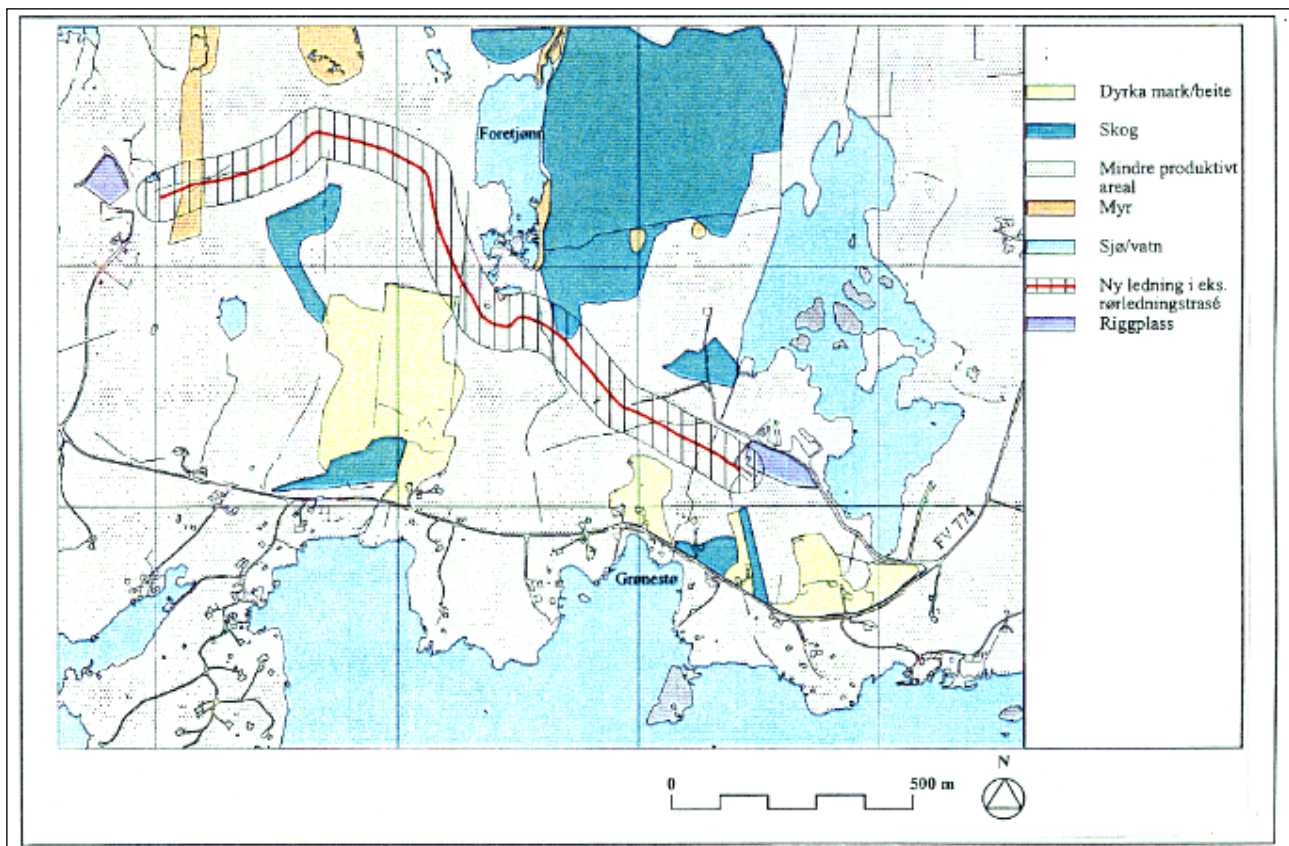 Foretjønn
Grønestø
FV 774
Dyrka mark/beite
Skog
Mindre produktivt
areal
Myr
Sjø/vatn
Ny ledning i eks.
rørledningstrasé
Riggplass
0
500 m
N